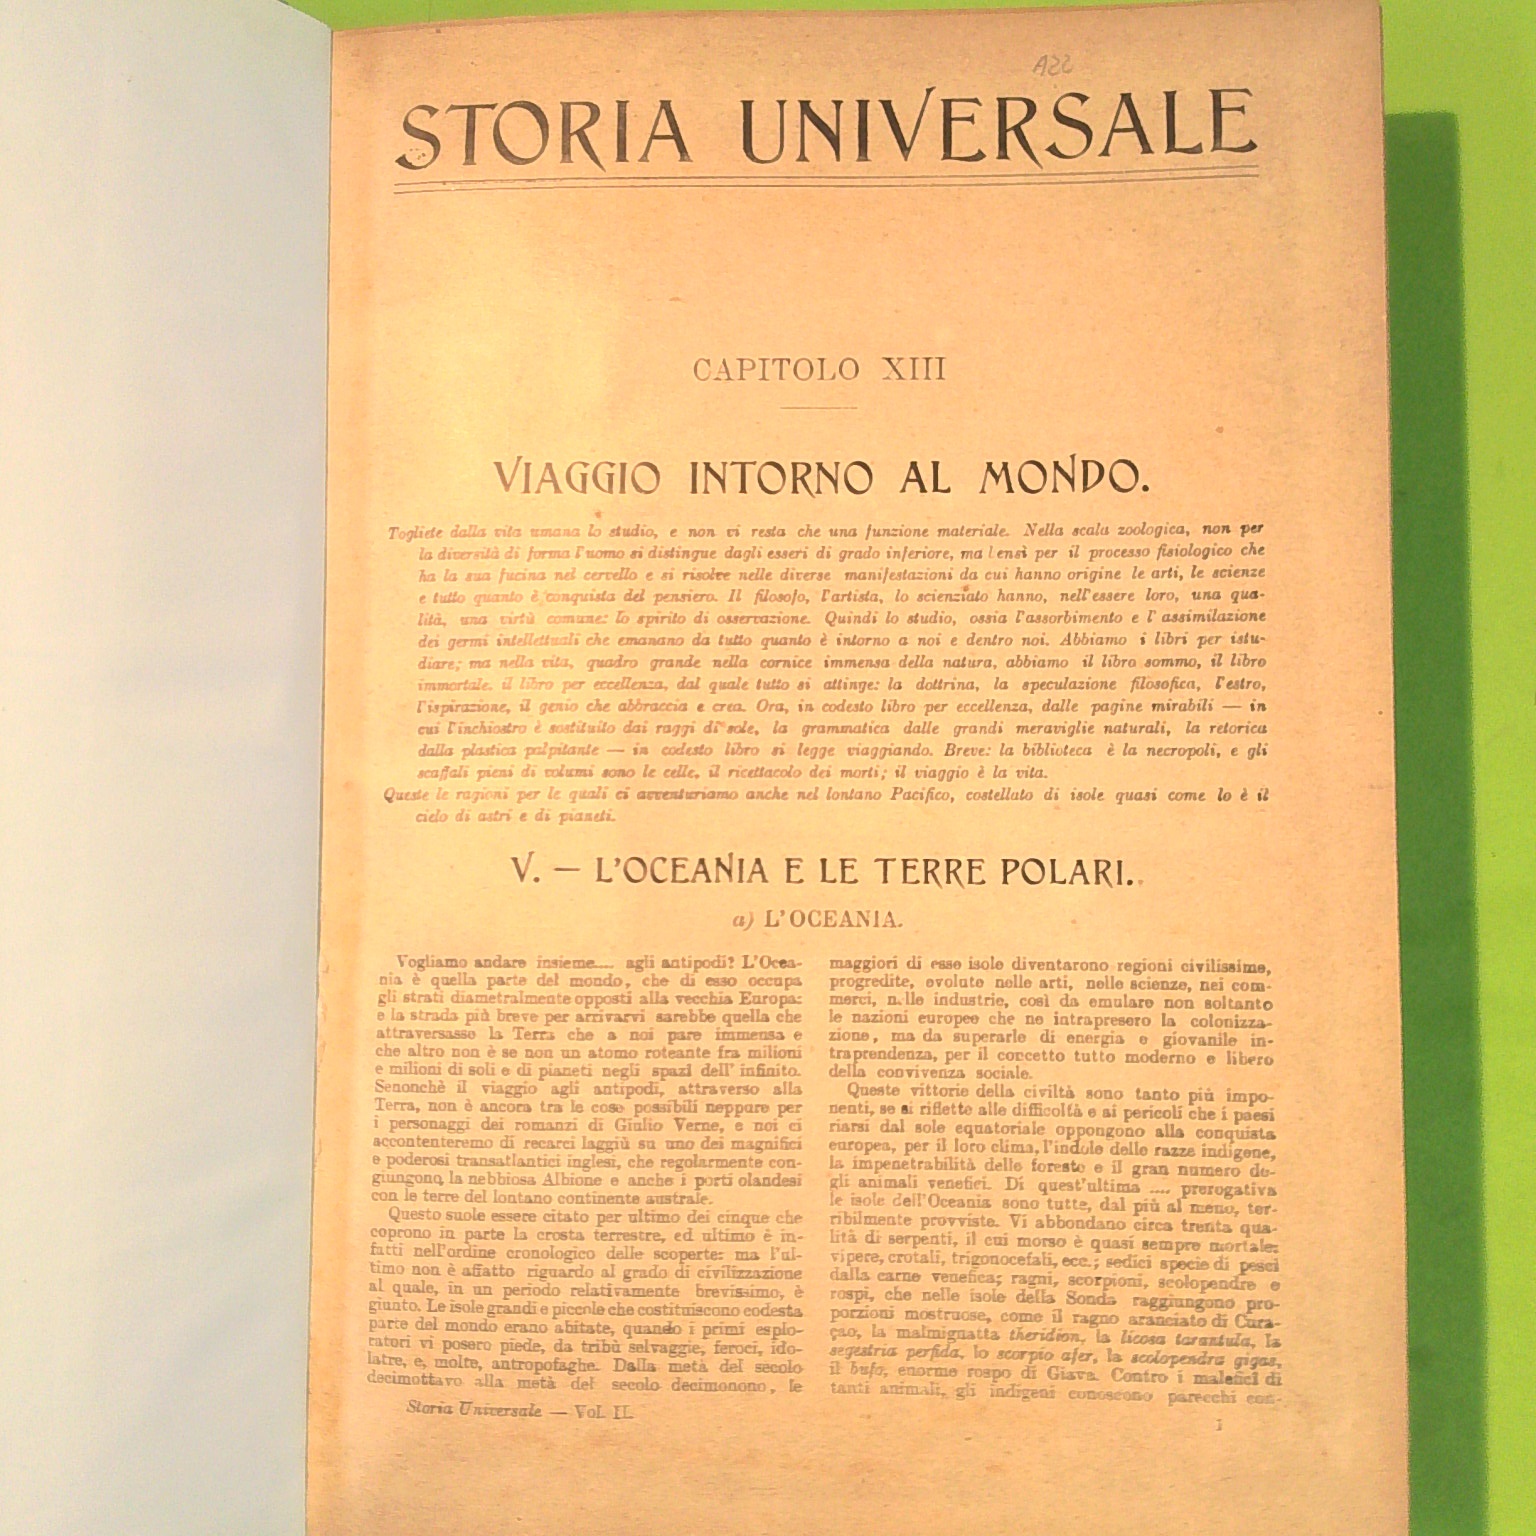 A22
STORIA UNIVERSALE
CAPITOLO XIII
VIAGGIO INTORNO AL MONDO.
Togliete dalla vita umana lo studio, e non vi resta che una funzione materiale. Nella scala zoologica, non per
la diversità di forma l'uomo si distingue dagli esseri di grado inferiore, ma bensì per il processo fisiologico che
ha la sua fucina nel cervello e si risolve nelle diverse manifestazioni da cui hanno origine le arti, le scienze
e tutto quanto è conquista del pensiero. Il filosofo, l'artista, lo scienziato hanno, nell'essere loro, una qua-
lità, una virtù comune: lo spirito di osservazione. Quindi lo studio, ossia l'assorbimento e l'assimilazione
dei germi intellettuali che emanano da tutto quanto è intorno a noi e dentro noi. Abbiamo i libri per istu-
diare; ma nella vita, quadro grande nella cornice immensa della natura, abbiamo il libro sommo, il libro
immortale, il libro per eccellenza, dal quale tutto si attinge: la dottrina, la speculazione filosofica, l'estro,
l'ispirazione, il genio che abbraccia e crea. Ora, in codesto libro per eccellenza, dalle pagine mirabili — in
cui l'inchiostro è sostituito dai raggi di sole, la grammatica dalle grandi meraviglie naturali, la retorica
dalla plastica palpitante — in codesto libro si legge viaggiando. Breve: la biblioteca è la necropoli, e gli
scaffali pieni di volumi sono le celle, il ricettacolo dei morti; il viaggio è la vita.
Queste le ragioni per le quali ci avventuriamo anche nel lontano Pacifico, costellato di isole quasi come lo è il
cielo di astri e di pianeti.
V. — L'OCEANIA E LE TERRE POLARI.
a) L'OCEANIA.
Vogliamo andare insieme.... agli antipodi? L'Ocea-
nia è quella parte del mondo, che di esso occupa
gli strati diametralmente opposti alla vecchia Europa:
e la strada più breve per arrivarvi sarebbe quella che
attraversasse la Terra che a noi pare immensa e
che altro non è se non un atomo roteante fra milioni
e milioni di soli e di pianeti negli spazi dell'infinito.
Senonchè il viaggio agli antipodi, attraverso alla
Terra, non è ancora tra le cose possibili neppure per
i personaggi dei romanzi di Giulio Verne, e noi ci
accontenteremo di recarci laggiù su uno dei magnifici
e poderosi transatlantici inglesi, che regolarmente con-
giungono la nebbiosa Albione e anche i porti olandesi
con le terre del lontano continente australe.
Questo suole essere citato per ultimo dei cinque che
coprono in parte la crosta terrestre, ed ultimo è in-
fatti nell'ordine cronologico delle scoperte: ma l'ul-
timo non è affatto riguardo al grado di civilizzazione
al quale, in un periodo relativamente brevissimo, è
giunto. Le isole grandi e piccole che costituiscono codesta
parte del mondo erano abitate, quando i primi esplo-
ratori vi posero piede, da tribù selvaggie, feroci, ido-
latre, e, molte, antropofaghe. Dalla metà del secolo
decimottavo alla metà del secolo decimonono, le
Storia Universale — Vol. II.
maggiori di esse isole diventarono regioni civilissime,
progredite, evolute nelle arti, nelle scienze, nei com-
merci, nelle industrie, così da emulare non soltanto
le nazioni europee che ne intrapresero la colonizza-
zione, ma da superarle di energia e giovanile in-
traprendenza, per il concetto tutto moderno e libero
della convivenza sociale.
Queste vittorie della civiltà sono tanto più impo-
nenti, se si riflette alle difficoltà e ai pericoli che i paesi
riarsi dal sole equatoriale oppongono alla conquista
europea, per il loro clima, l'indole delle razze indigene,
la impenetrabilità delle foreste e il gran numero de-
gli animali venefici. Di quest'ultima .... prerogativa
le isole dell'Oceania sono tutte, dal più al meno, ter-
ribilmente provviste. Vi abbondano circa trenta qua-
lità di serpenti, il cui morso è quasi sempre mortale:
vipere, crotali, trigonocefali, ecc.; sedici specie di pesci
dalla carne venefica; ragni, scorpioni, scolopendre e
rospi, che nelle isole della Sonda raggiungono pro-
porzioni mostruose, come il ragno aranciato di Cura-
çao, la malmignatta theridion, la licosa tarantula, la
segestria perfida, lo scorpio afer, la scolopendra gigas,
il bufo, enorme rospo di Giava. Contro i malefici di
tanti animali, gli indigeni conoscono parecchi con-
1